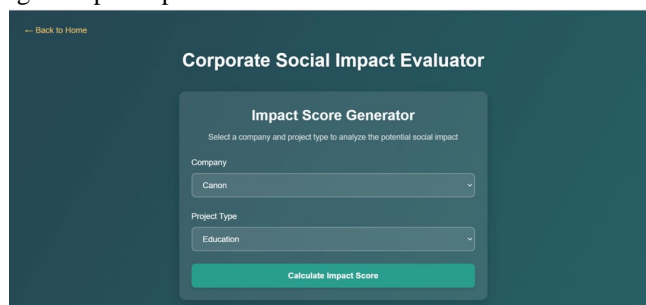 ← Back to Home
Corporate Social Impact Evaluator
Impact Score Generator
Select a company and project type to analyze the potential social impact
Company
Canon
Project Type
Education
Calculate Impact Score